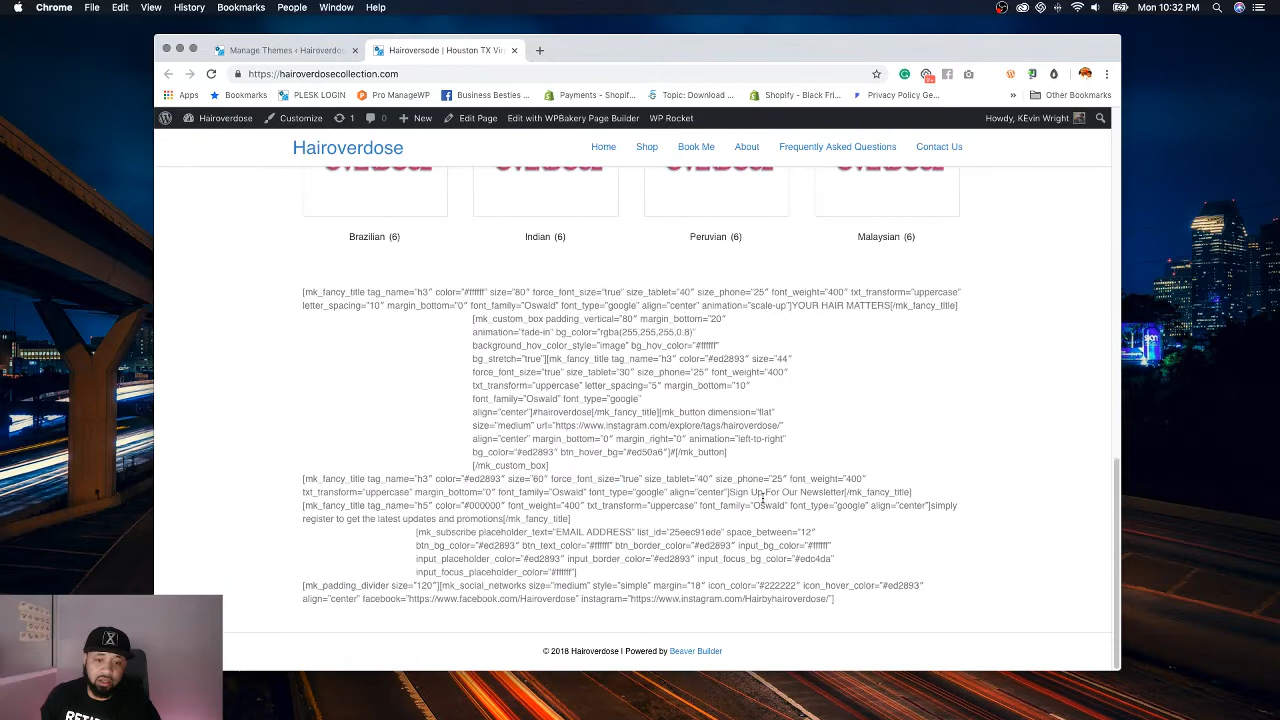 Chrome File Edit View History Bookmarks People Window Help
Mon 10:32 PM
Manage Themes ‹ Hairoverdos
Hairoversode | Houston TX Vir
https://hairoverdosecollection.com
Apps Bookmarks PLESK LOGIN Pro ManageWP Business Besties ... Payments - Shopif... Topic: Download ... Shopify - Black Fri... Privacy Policy Ge... » Other Bookmarks
Hairoverdose Customize 1 0 New Edit Page Edit with WPBakery Page Builder WP Rocket Howdy, KEvin Wright
Hairoverdose
Home Shop Book Me About Frequently Asked Questions Contact Us
OVERDOSE OVERDOSE OVERDOSE OVERDOSE
Brazilian (6) Indian (6) Peruvian (6) Malaysian (6)
[mk_fancy_title tag_name="h3″ color="#ffffff" size="80″ force_font_size="true" size_tablet="40″ size_phone="25″ font_weight="400″ txt_transform="uppercase"
letter_spacing="10″ margin_bottom="0″ font_family="Oswald" font_type="google" align="center" animation="scale-up"]YOUR HAIR MATTERS[/mk_fancy_title]
[mk_custom_box padding_vertical="80″ margin_bottom="20″
animation="fade-in" bg_color="rgba(255,255,255,0.8)"
background_hov_color_style="image" bg_hov_color="#ffffff"
bg_stretch="true"][mk_fancy_title tag_name="h3″ color="#ed2893″ size="44″
force_font_size="true" size_tablet="30″ size_phone="25″ font_weight="400″
txt_transform="uppercase" letter_spacing="5″ margin_bottom="10″
font_family="Oswald" font_type="google"
align="center"]#hairoverdose[/mk_fancy_title][mk_button dimension="flat"
size="medium" url="https://www.instagram.com/explore/tags/hairoverdose/"
align="center" margin_bottom="0″ margin_right="0″ animation="left-to-right"
bg_color="#ed2893″ btn_hover_bg="#ed50a6″]#[/mk_button]
[/mk_custom_box]
[mk_fancy_title tag_name="h3″ color="#ed2893″ size="60″ force_font_size="true" size_tablet="40″ size_phone="25″ font_weight="400″
txt_transform="uppercase" margin_bottom="0″ font_family="Oswald" font_type="google" align="center"]Sign Up For Our Newsletter[/mk_fancy_title]
[mk_fancy_title tag_name="h5″ color="#000000″ font_weight="400″ txt_transform="uppercase" font_family="Oswald" font_type="google" align="center"]simply
register to get the latest updates and promotions[/mk_fancy_title]
[mk_subscribe placeholder_text="EMAIL ADDRESS" list_id="25eec91ede" space_between="12″
btn_bg_color="#ed2893″ btn_text_color="#ffffff" btn_border_color="#ed2893″ input_bg_color="#ffffff"
input_placeholder_color="#ed2893″ input_border_color="#ed2893″ input_focus_bg_color="#edc4da"
input_focus_placeholder_color="#ffffff"]
[mk_padding_divider size="120″][mk_social_networks size="medium" style="simple" margin="18″ icon_color="#222222″ icon_hover_color="#ed2893″
align="center" facebook="https://www.facebook.com/Hairoverdose" instagram="https://www.instagram.com/Hairbyhairoverdose/"]
© 2018 Hairoverdose | Powered by Beaver Builder